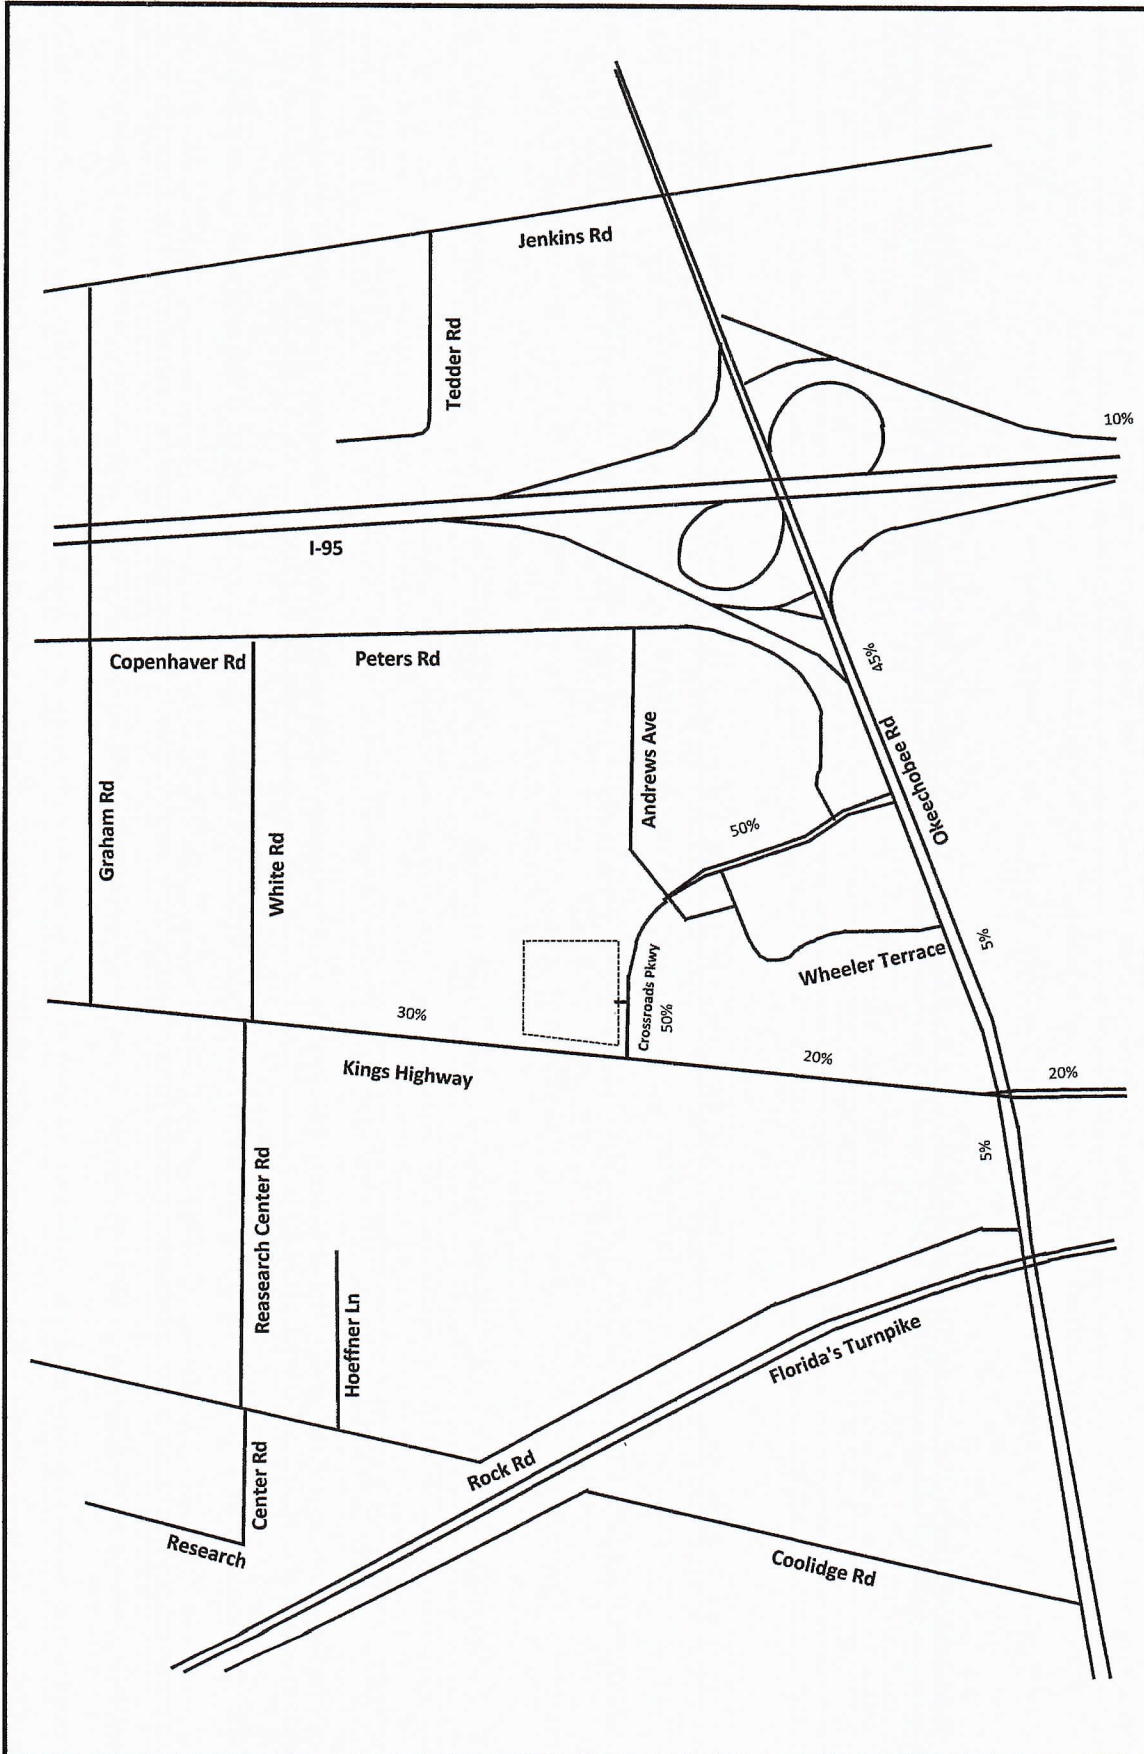 Jenkins Rd
Tedder Rd
10%
I-95
Copenhaver Rd
Peters Rd
45%
Okeechobee Rd
Andrews Ave
Graham Rd
White Rd
50%
5%
Wheeler Terrace
Crossroads Pkwy
50%
30%
Kings Highway
20%
20%
5%
Reasearch Center Rd
Hoeffner Ln
Florida's Turnpike
Rock Rd
Center Rd
Research
Coolidge Rd